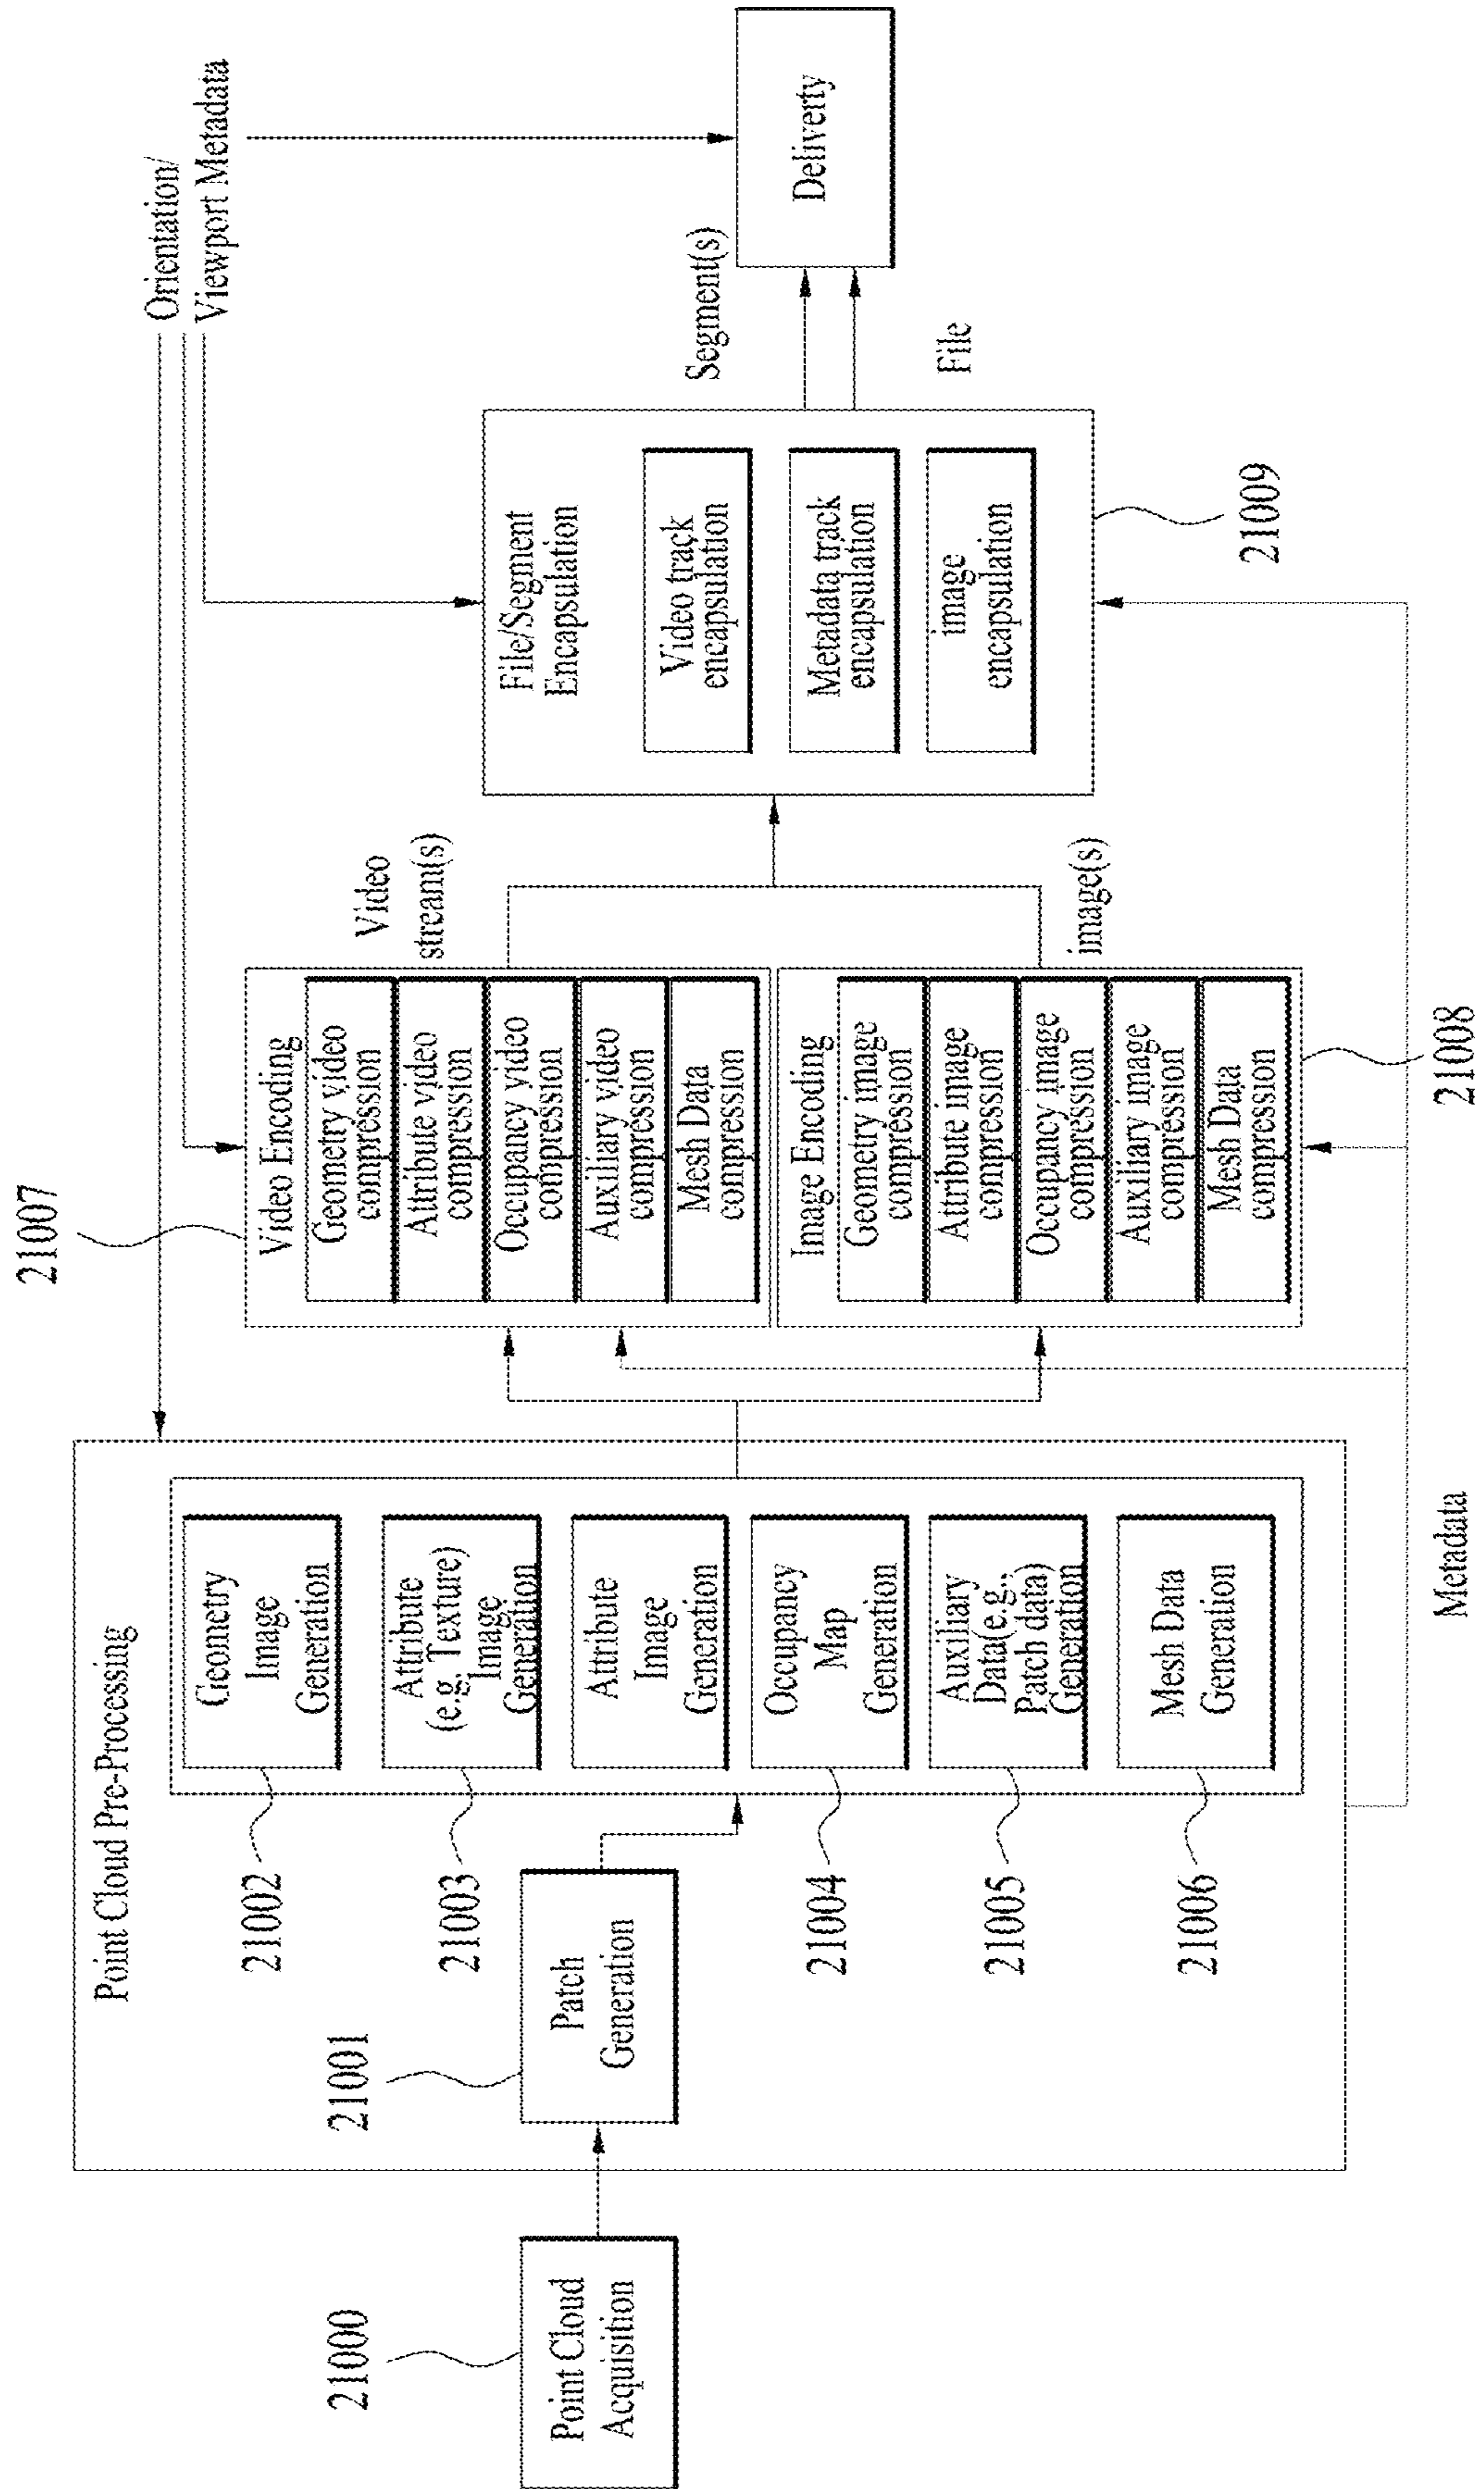 21000
Point Cloud
Acquisition
Point Cloud Pre-Processing
21001
Patch
Generation
21002
Geometry
Image
Generation
21003
Attribute
(e.g. Texture)
Image
Generation
Attribute
Image
Generation
21004
Occupancy
Map
Generation
21005
Auxiliary
Data(e.g.,
Patch data)
Generation
21006
Mesh Data
Generation
Metadata
21007
Video Encoding
Geometry video
compression
Attribute video
compression
Occupancy video
compression
Auxiliary video
compression
Mesh Data
compression
Image Encoding
Geometry image
compression
Attribute image
compression
Occupancy image
compression
Auxiliary image
compression
Mesh Data
compression
21008
Video
stream(s)
image(s)
File/Segment
Encapsulation
Video track
encapsulation
Metadata track
encapsulation
image
encapsulation
21009
Orientation/
Viewport Metadata
Segment(s)
File
Deliverty